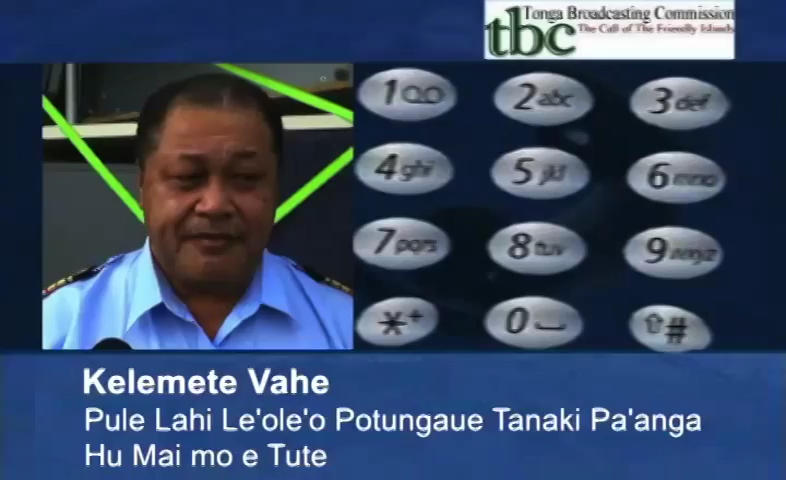 Tonga Broadcasting Commission
tbc The Call of The Friendly Islands
1 2abc 3def
4ghi 5jkl 6mno
7pqrs 8tuv 9wxyz
*+ 0 #
Kelemete Vahe
Pule Lahi Le'ole'o Potungaue Tanaki Pa'anga
Hu Mai mo e Tute